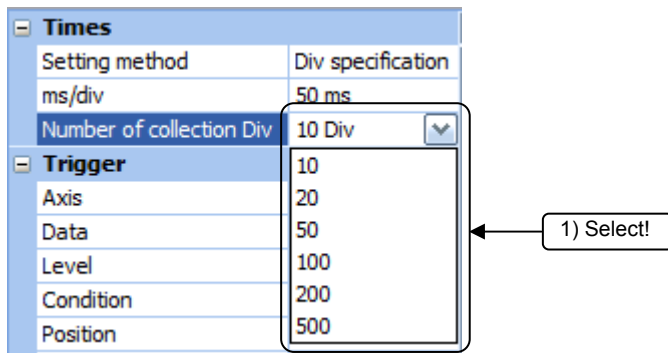 Times
Setting method Div specification
ms/div 50 ms
Number of collection Div 10 Div
Trigger 10
Axis 20
Data 50
Level 100
Condition 200
Position 500
1) Select!